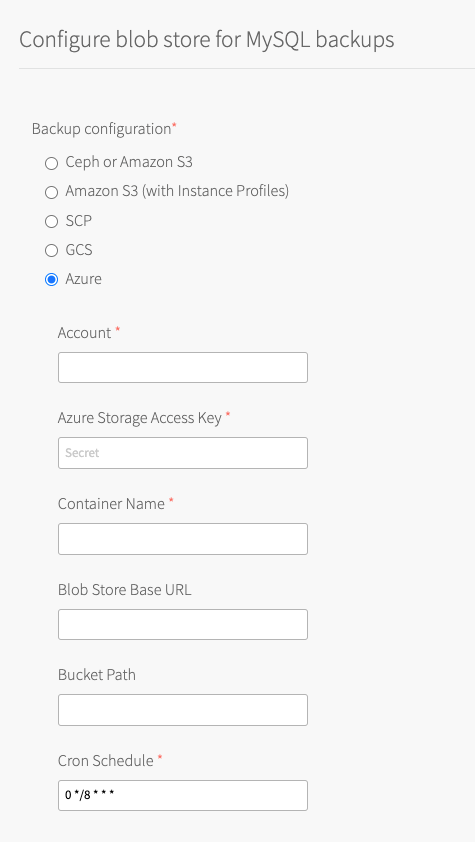 Configure blob store for MySQL backups
Backup configuration*
Ceph or Amazon S3
Amazon S3 (with Instance Profiles)
SCP
GCS
Azure
Account *
Azure Storage Access Key *
Secret
Container Name *
Blob Store Base URL
Bucket Path
Cron Schedule *
0 */8 * * *